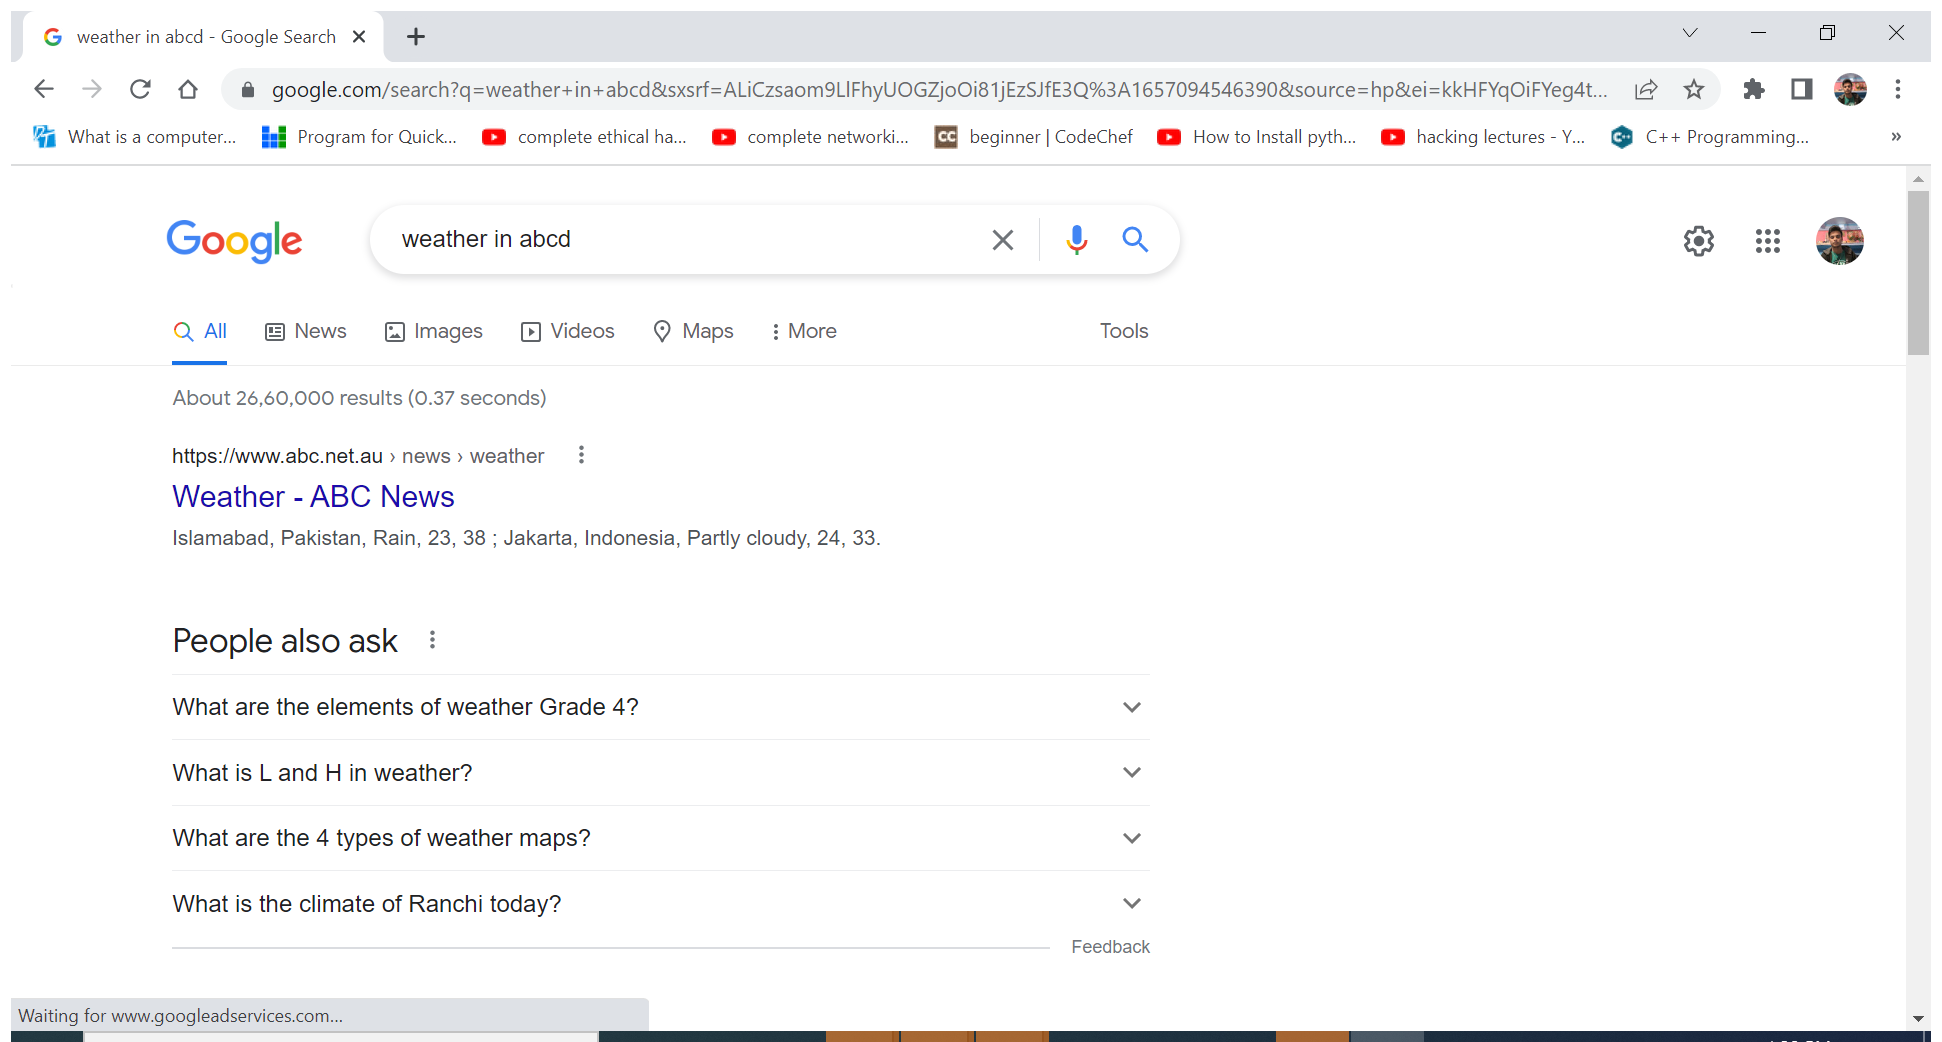 weather in abcd - Google Search
google.com/search?q=weather+in+abcd&sxsrf=ALiCzsaom9LlFhyUOGZjoOi81jEzSJfE3Q%3A1657094546390&source=hp&ei=kkHFYqOiFYeg4t...
What is a computer... Program for Quick... complete ethical ha... complete networki... CC beginner | CodeChef How to Install pyth... hacking lectures - Y... C++ C++ Programming... »
Google weather in abcd
All News Images Videos Maps More Tools
About 26,60,000 results (0.37 seconds)
https://www.abc.net.au › news › weather
Weather - ABC News
Islamabad, Pakistan, Rain, 23, 38 ; Jakarta, Indonesia, Partly cloudy, 24, 33.
People also ask
What are the elements of weather Grade 4?
What is L and H in weather?
What are the 4 types of weather maps?
What is the climate of Ranchi today?
Feedback
Waiting for www.googleadservices.com...